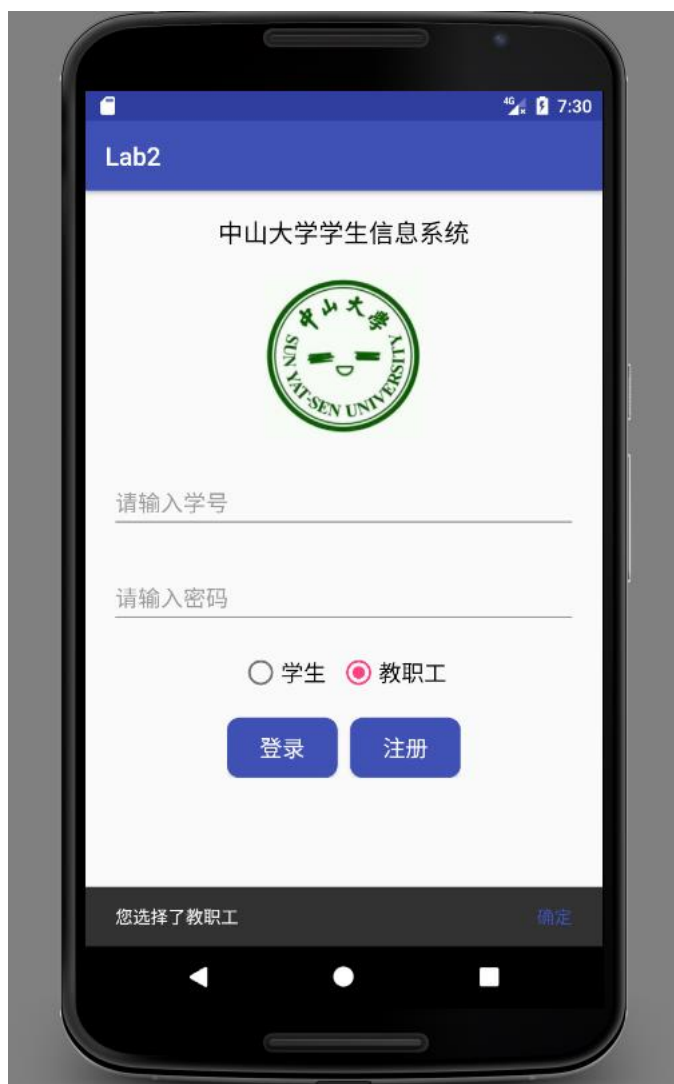 4G 7:30
Lab2
中山大学学生信息系统
中山大學
SUN YAT-SEN UNIVERSITY
请输入学号
请输入密码
学生 教职工
登录 注册
您选择了教职工 确定